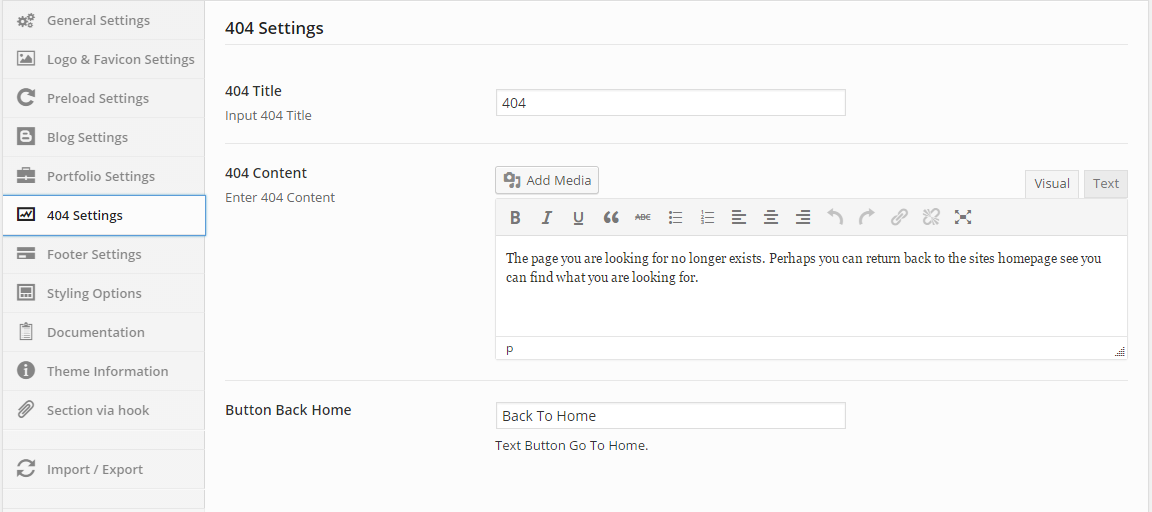 General Settings
Logo & Favicon Settings
Preload Settings
Blog Settings
Portfolio Settings
404 Settings
Footer Settings
Styling Options
Documentation
Theme Information
Section via hook
Import / Export
404 Settings
404 Title
Input 404 Title
404
404 Content
Enter 404 Content
Add Media
Visual
Text
B I U ABC
The page you are looking for no longer exists. Perhaps you can return back to the sites homepage see you
can find what you are looking for.
p
Button Back Home
Back To Home
Text Button Go To Home.